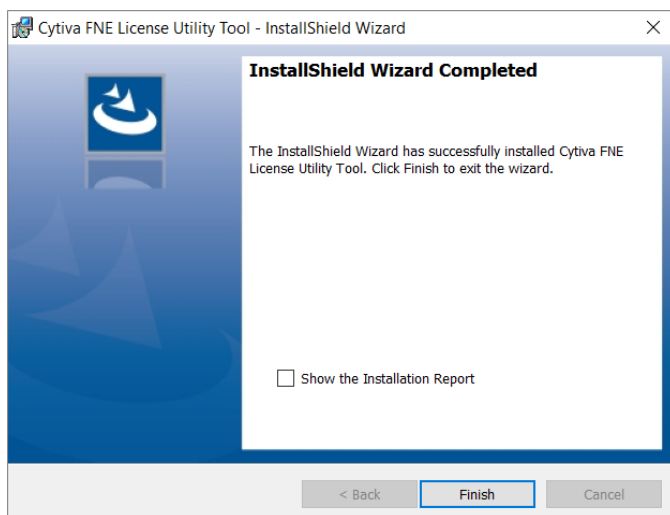 Cytiva FNE License Utility Tool - InstallShield Wizard
InstallShield Wizard Completed
The InstallShield Wizard has successfully installed Cytiva FNE
License Utility Tool. Click Finish to exit the wizard.
Show the Installation Report
< Back
Finish
Cancel